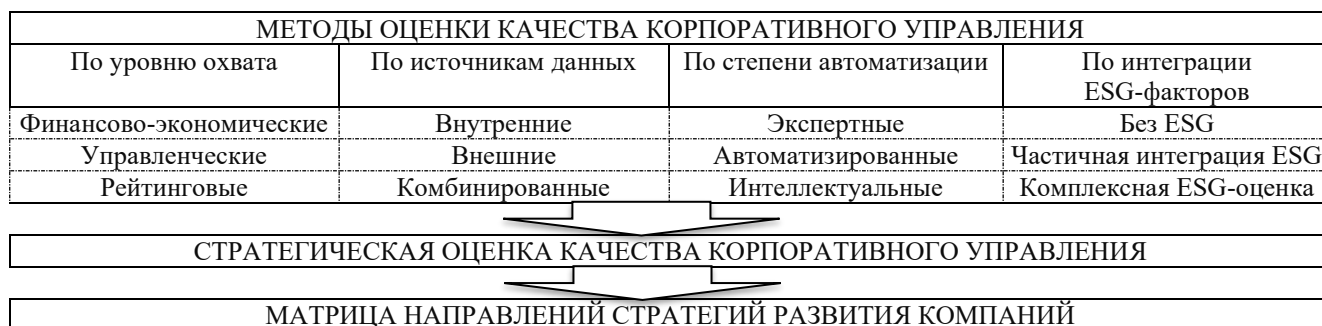 МЕТОДЫ ОЦЕНКИ КАЧЕСТВА КОРПОРАТИВНОГО УПРАВЛЕНИЯ
По уровню охвата По источникам данных По степени автоматизации По интеграции
ESG-факторов
Финансово-экономические Внутренние Экспертные Без ESG
Управленческие Внешние Автоматизированные Частичная интеграция ESG
Рейтинговые Комбинированные Интеллектуальные Комплексная ESG-оценка
СТРАТЕГИЧЕСКАЯ ОЦЕНКА КАЧЕСТВА КОРПОРАТИВНОГО УПРАВЛЕНИЯ
МАТРИЦА НАПРАВЛЕНИЙ СТРАТЕГИЙ РАЗВИТИЯ КОМПАНИЙ